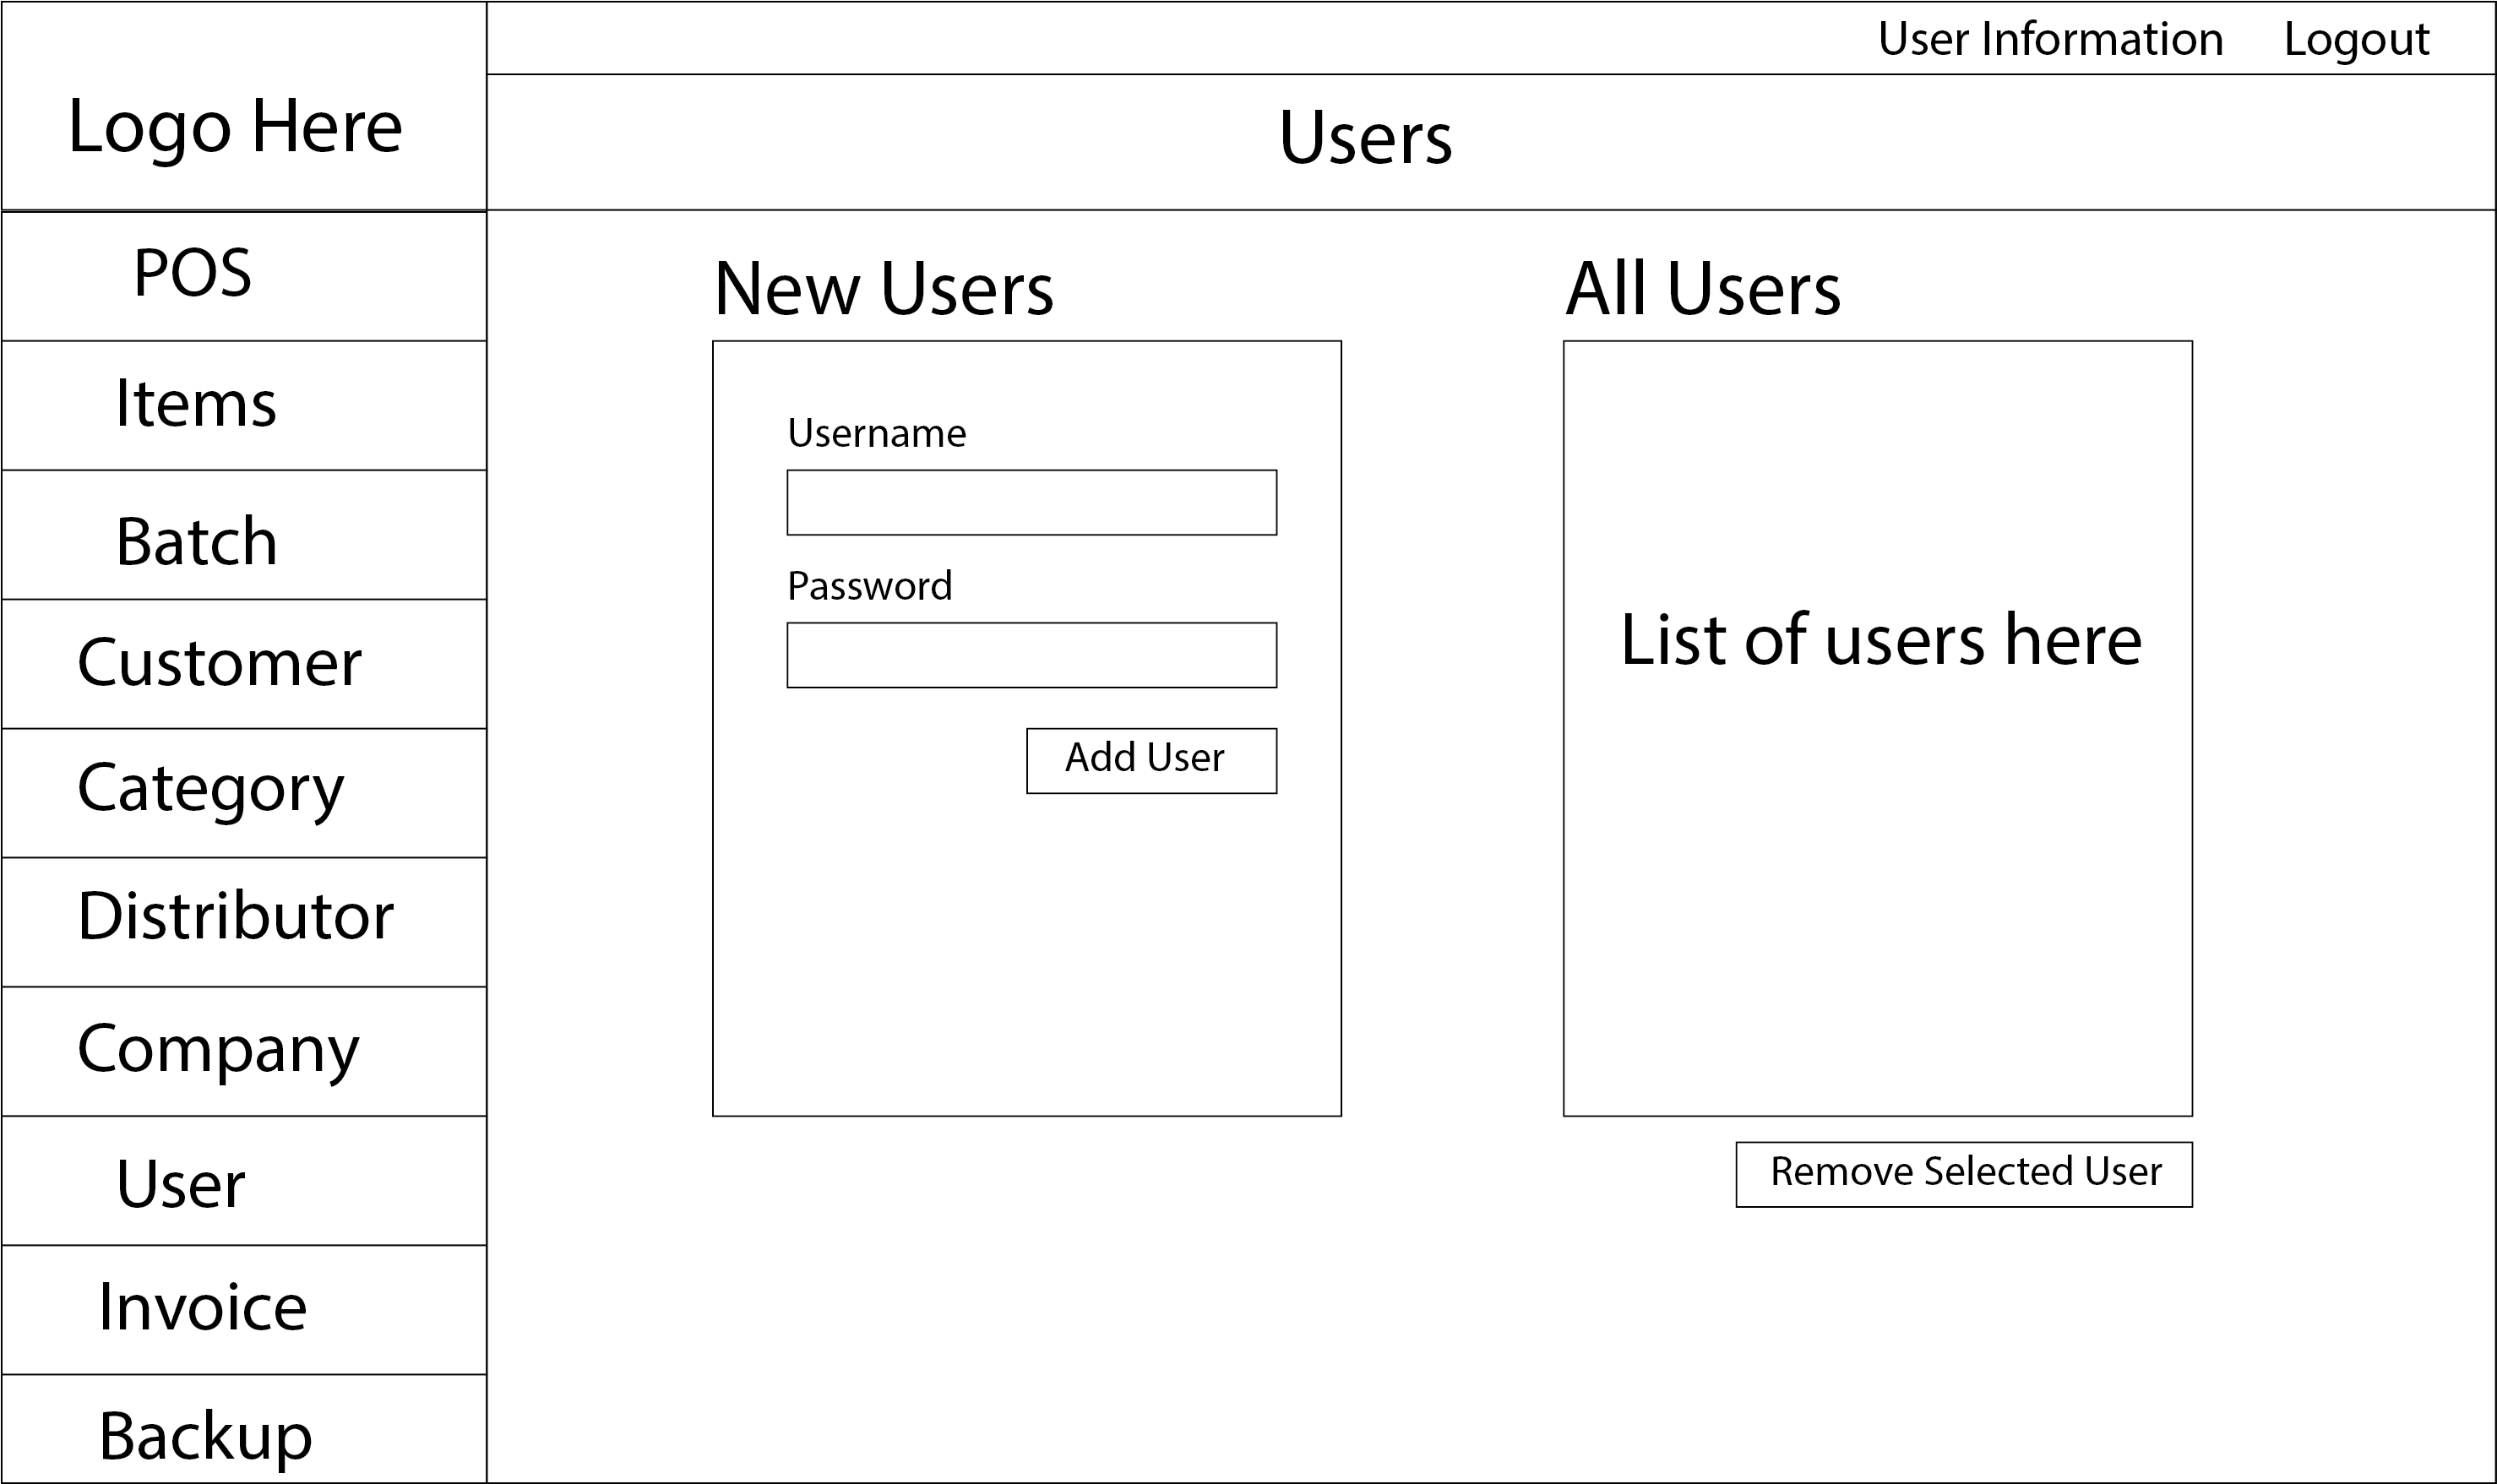 User Information
Logout
Logo Here
Users
POS
Items
Batch
Customer
Category
Distributor
Company
User
Invoice
Backup
New Users
Username
Password
Add User
All Users
List of users here
Remove Selected User